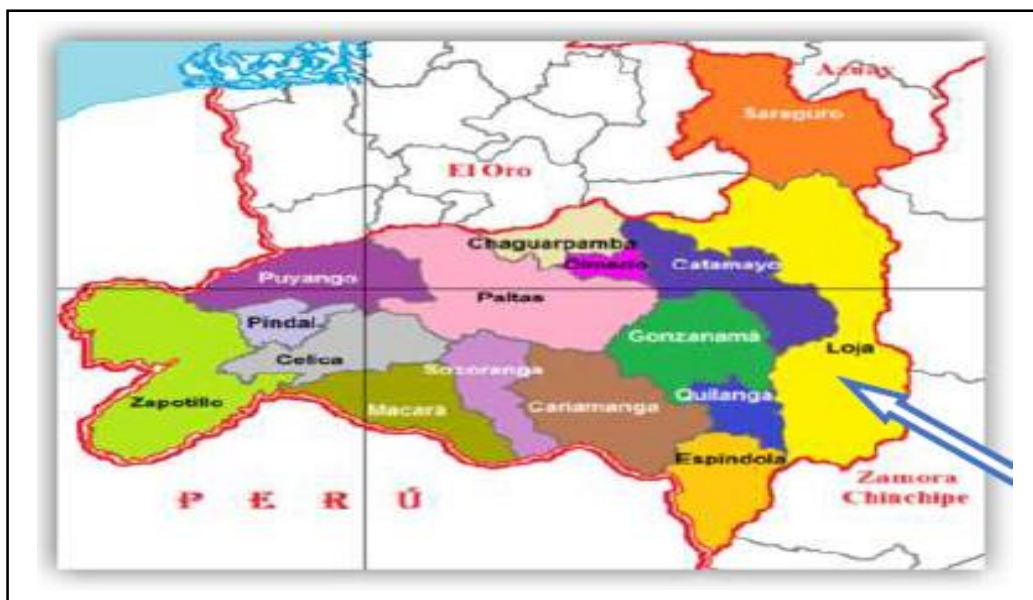 Azuay
Saraguro
El Oro
Chaguarpamba
Olmedo
Catamayo
Puyango
Paltas
Pindal
Gonzanamá
Celica
Loja
Sozoranga
Zapotillo
Macará
Cariamanga
Quilanga
Espíndola
Zamora
Chinchipe
PERÚ